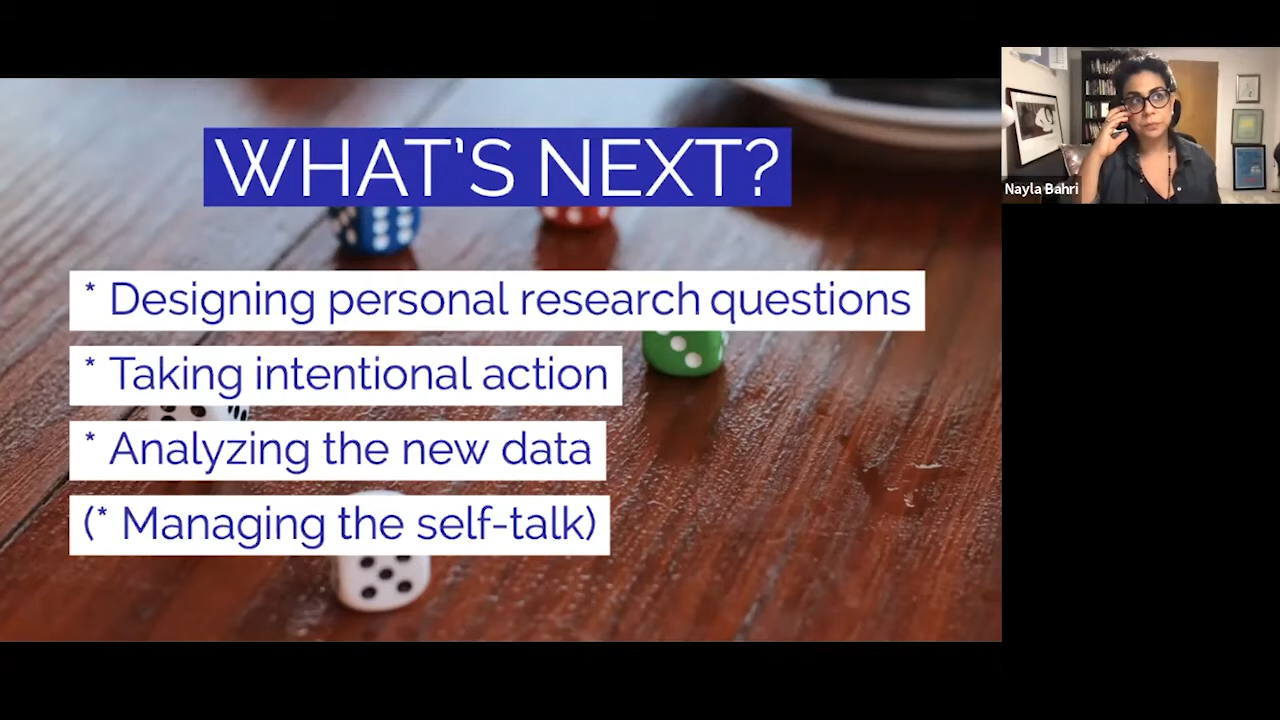 WHAT'S NEXT?
* Designing personal research questions
* Taking intentional action
* Analyzing the new data
(* Managing the self-talk)
Nayla Bahri